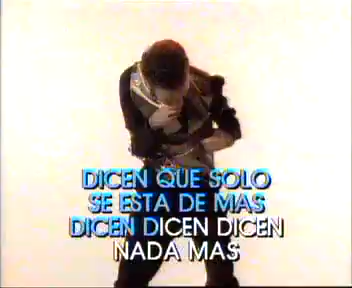 DICEN QUE SOLO
SE ESTA DE MAS
DICEN DICEN DICEN
NADA MAS